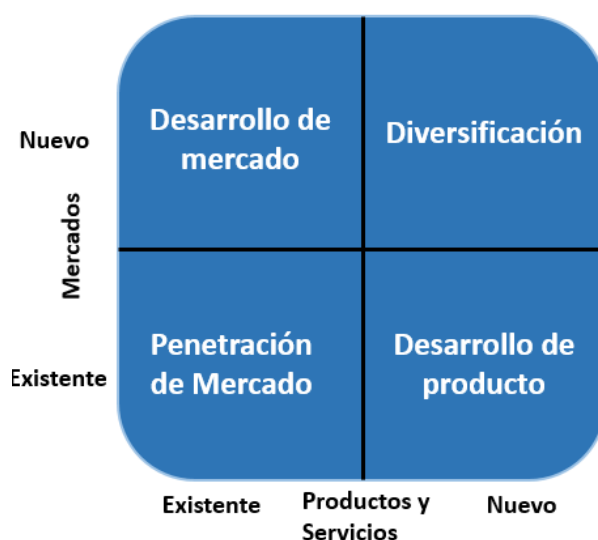 Desarrollo de
mercado
Diversificación
Nuevo
Mercados
Penetración
de Mercado
Desarrollo de
producto
Existente
Existente
Productos y
Servicios
Nuevo